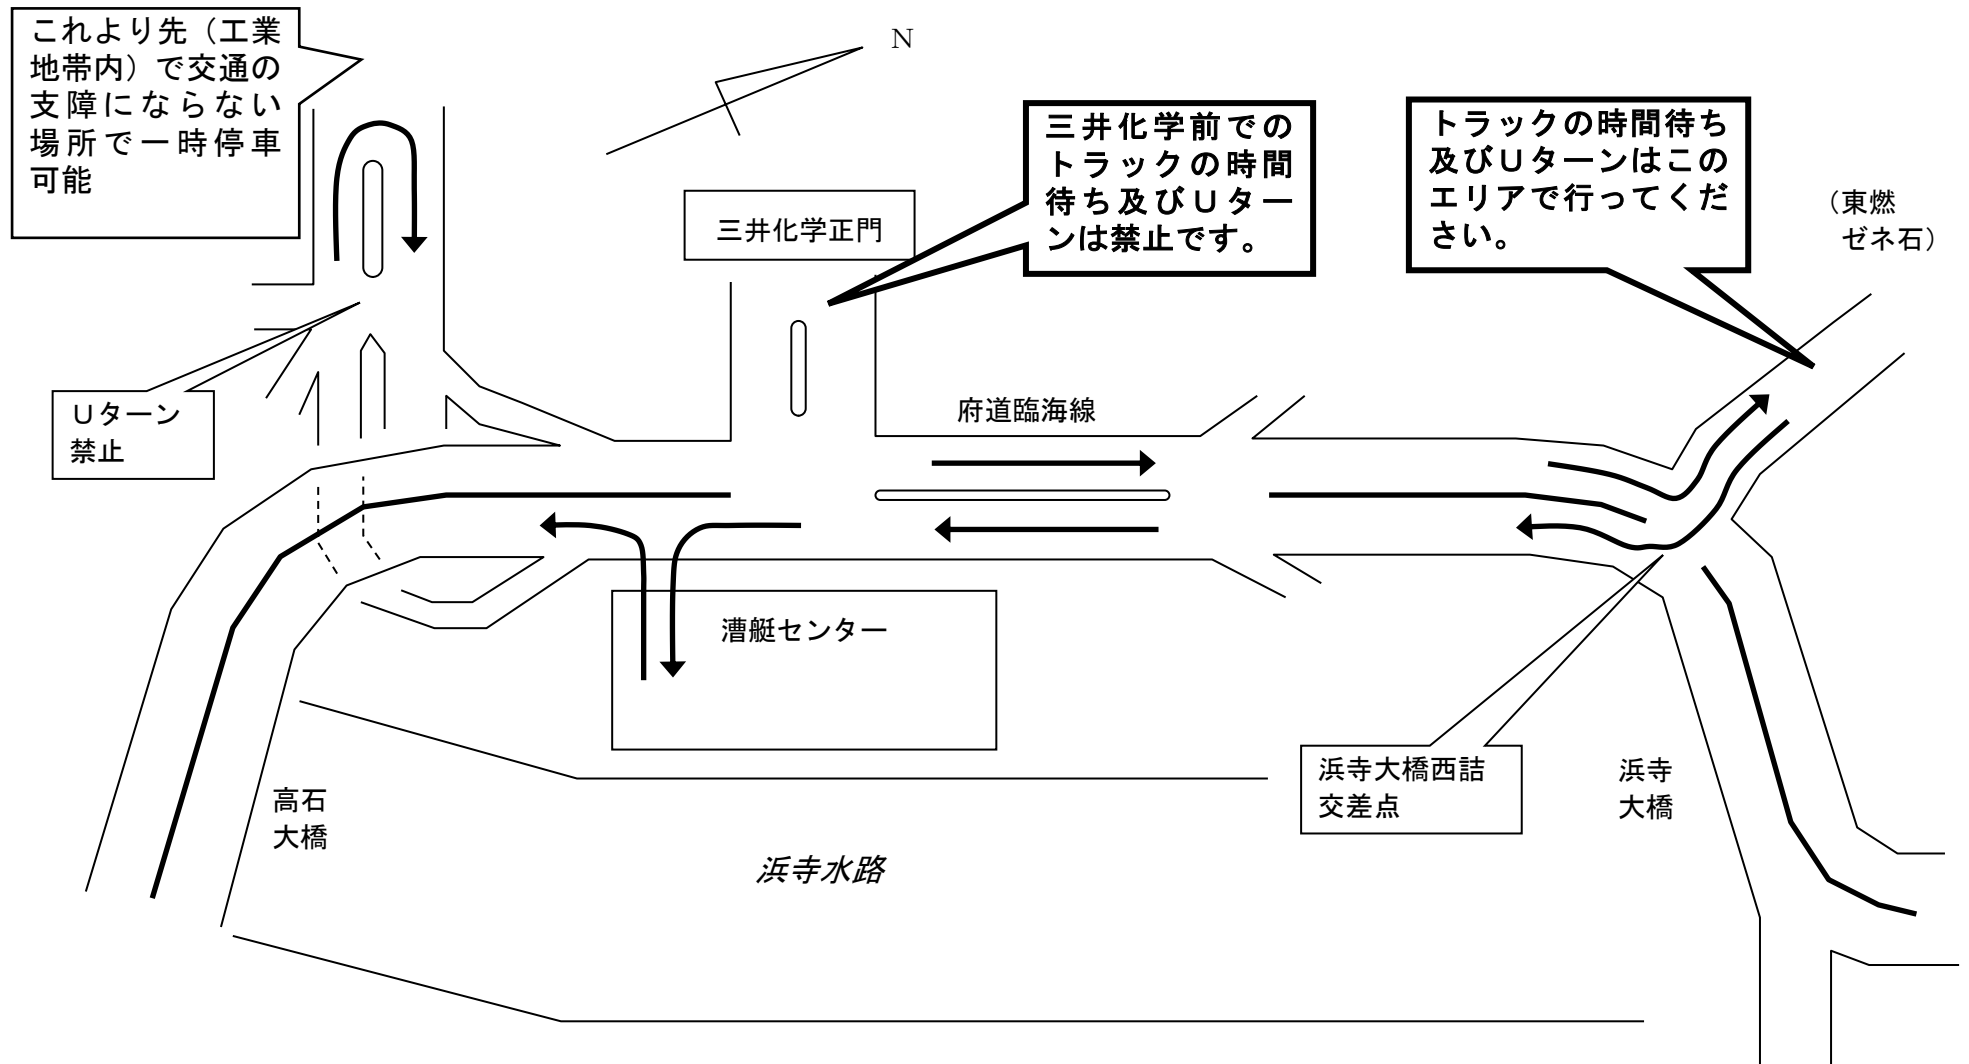 これより先（工業
地帯内）で交通の
支障にならない
場所で一時停車
可能
N
三井化学前での
トラックの時間
待ち及びUター
ンは禁止です。
トラックの時間待ち
及びUターンはこの
エリアで行ってくだ
さい。
（東燃
ゼネ石）
三井化学正門
Uターン
禁止
府道臨海線
漕艇センター
高石
大橋
浜寺大橋西詰
交差点
浜寺
大橋
浜寺水路